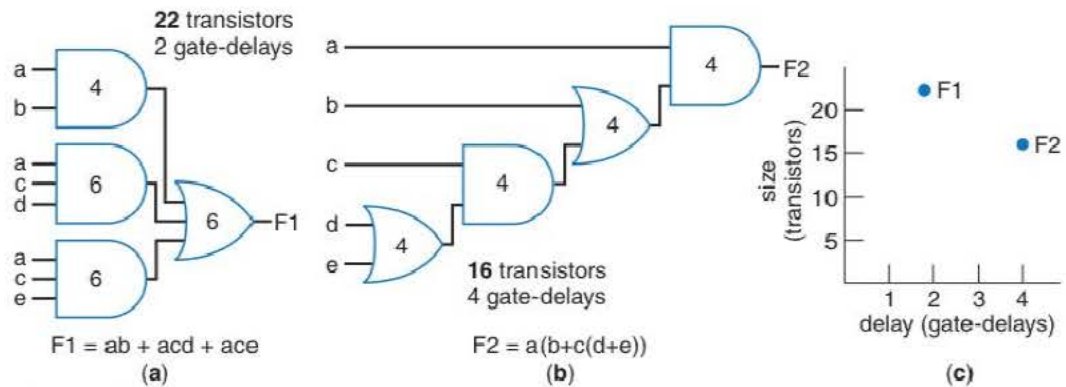 22 transistors
2 gate-delays
a
b
4
a
c
d
6
a
c
e
6
6
F1
F1 = ab + acd + ace
(a)
a
b
c
d
e
4
4
4
4
F2
16 transistors
4 gate-delays
F2 = a(b+c(d+e))
(b)
size
(transistors)
20
15
10
5
F1
F2
1 2 3 4
delay (gate-delays)
(c)